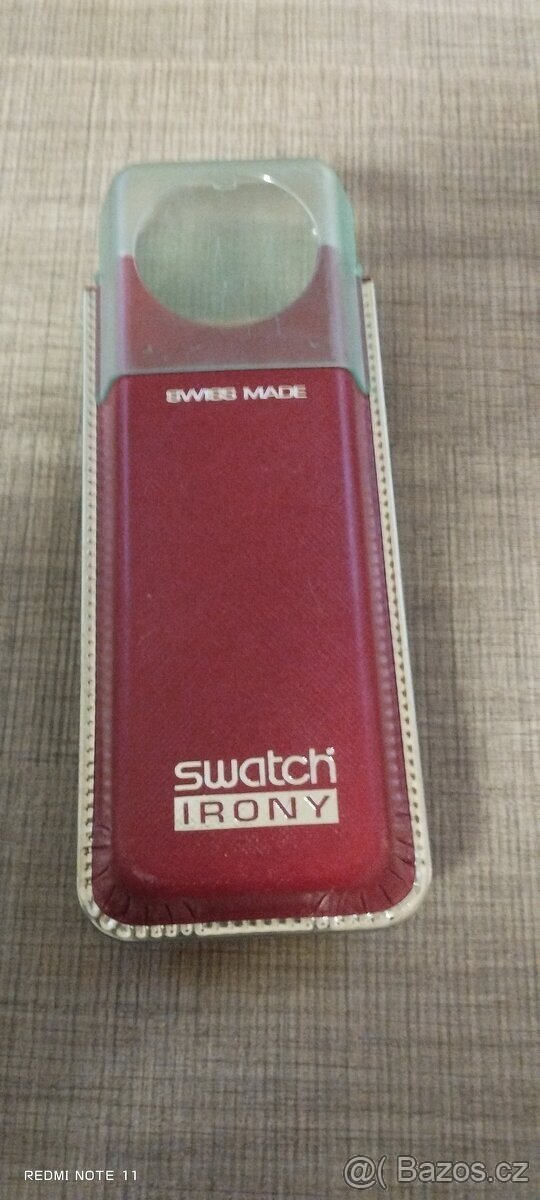 SWISS MADE
swatch
IRONY
REDMI NOTE 11
Bazos.cz